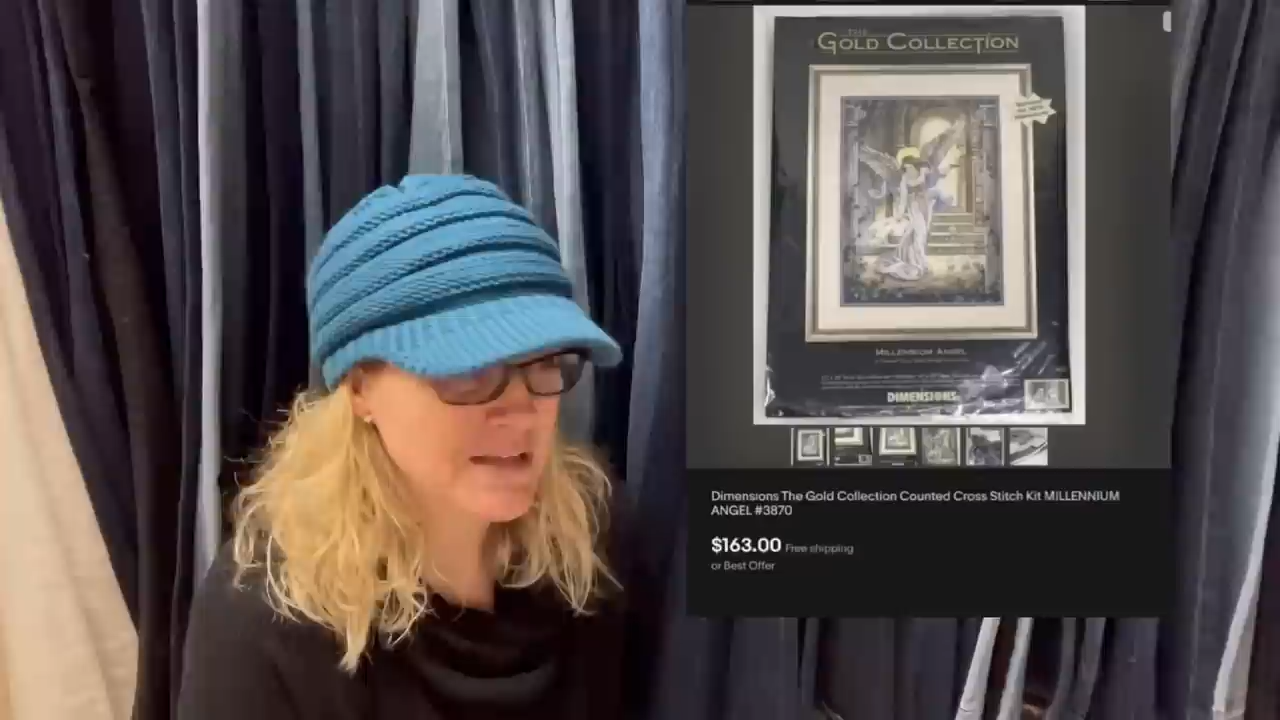 THE
GOLD COLLECTION
MILLENNIUM ANGEL
DIMENSIONS
Dimensions The Gold Collection Counted Cross Stitch Kit MILLENNIUM
ANGEL #3870
$163.00 Free shipping
or Best Offer